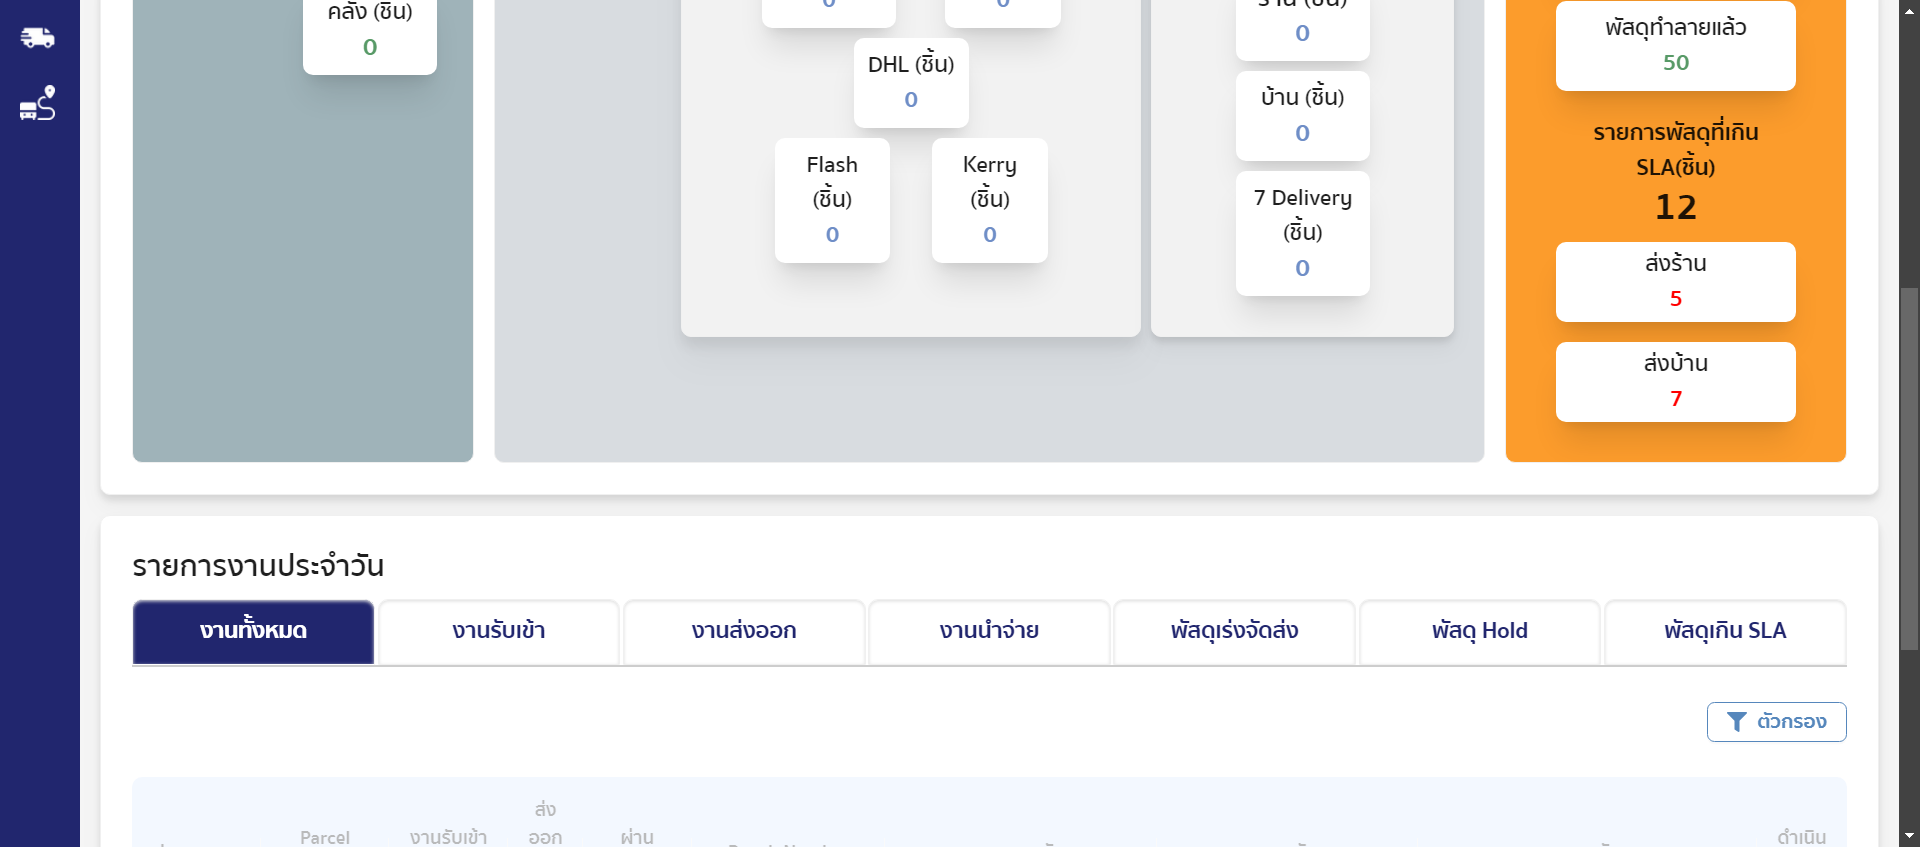 คลัง (ชิ้น)
0
0
0
DHL (ชิ้น)
0
Flash
(ชิ้น)
0
Kerry
(ชิ้น)
0
ร้าน (ชิ้น)
0
บ้าน (ชิ้น)
0
7 Delivery
(ชิ้น)
0
พัสดุทำลายแล้ว
50
รายการพัสดุที่เกิน
SLA(ชิ้น)
12
ส่งร้าน
5
ส่งบ้าน
7
รายการงานประจำวัน
งานทั้งหมด
งานรับเข้า
งานส่งออก
งานนำจ่าย
พัสดุเร่งจัดส่ง
พัสดุ Hold
พัสดุเกิน SLA
ตัวกรอง
Parcel
งานรับเข้า
ส่ง
ออก
ผ่าน
ดำเนิน